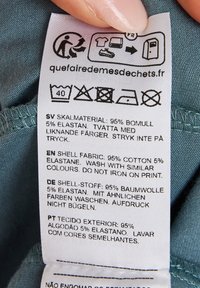 FR
quefairedemesdechets.fr
40
SV SKALMATERIAL: 95% BOMULL
5% ELASTAN. TVÄTTA MED
LIKNANDE FÄRGER. STRYK INTE PÅ
TRYCK.
EN SHELL FABRIC: 95% COTTON 5%
ELASTANE. WASH WITH SIMILAR
COLOURS. DO NOT IRON ON PRINT.
DE SHELL-STOFF: 95% BAUMWOLLE
5% ELASTAN. MIT ÄHNLICHEN
FARBEN WASCHEN. AUFDRUCK
NICHT BÜGELN.
PT TECIDO EXTERIOR: 95%
ALGODÃO 5% ELASTANO. LAVAR
COM CORES SEMELHANTES.
NÃO ENGOMAR